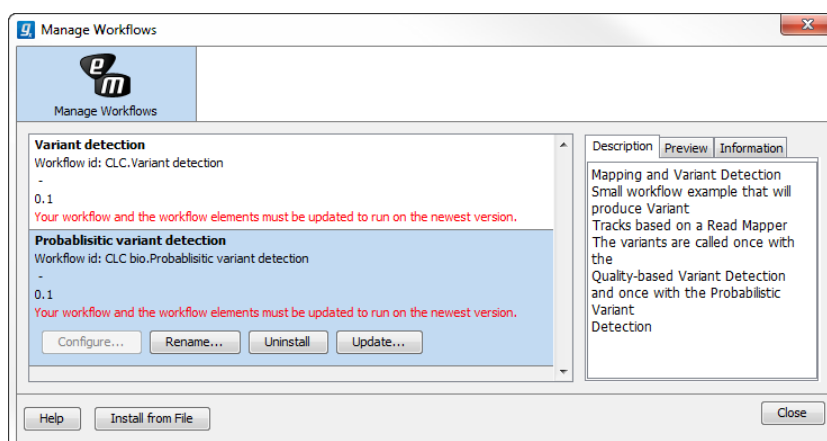 Manage Workflows
Manage Workflows
Variant detection
Workflow id: CLC.Variant detection
-
0.1
Your workflow and the workflow elements must be updated to run on the newest version.
Probablisitic variant detection
Workflow id: CLC bio.Probablisitic variant detection
-
0.1
Your workflow and the workflow elements must be updated to run on the newest version.
Configure... Rename... Uninstall Update...
Description Preview Information
Mapping and Variant Detection
Small workflow example that will
produce Variant
Tracks based on a Read Mapper
The variants are called once with
the
Quality-based Variant Detection
and once with the Probabilistic
Variant
Detection
Help Install from File Close